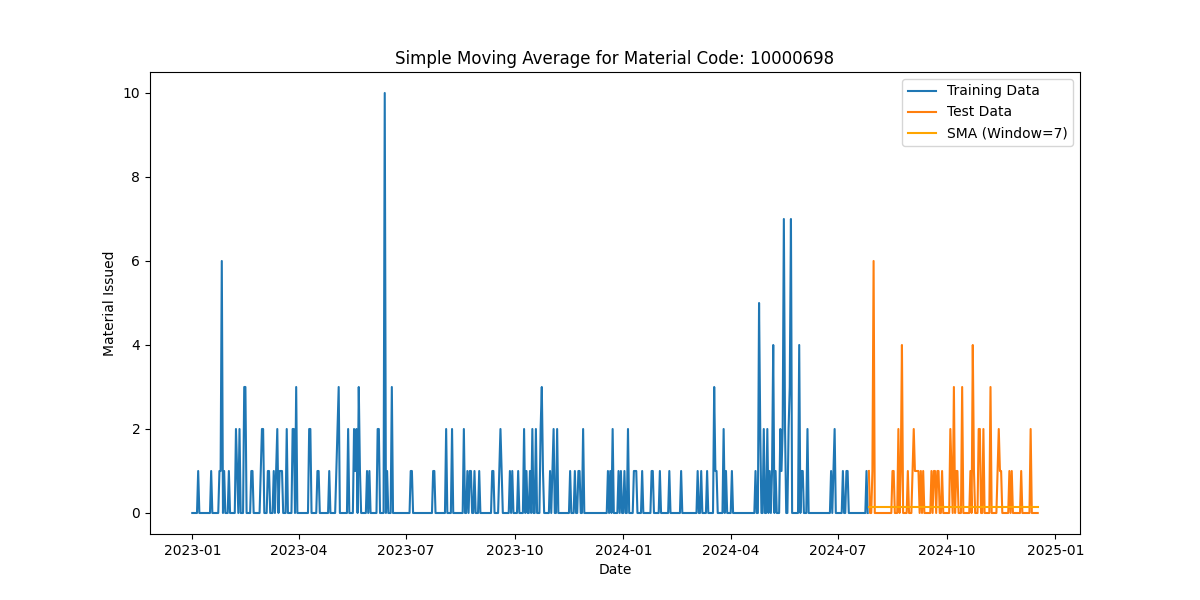 Simple Moving Average for Material Code: 10000698
Training Data
Test Data
SMA (Window=7)
Material Issued
10
8
6
4
2
0
2023-01 2023-04 2023-07 2023-10 2024-01 2024-04 2024-07 2024-10 2025-01
Date